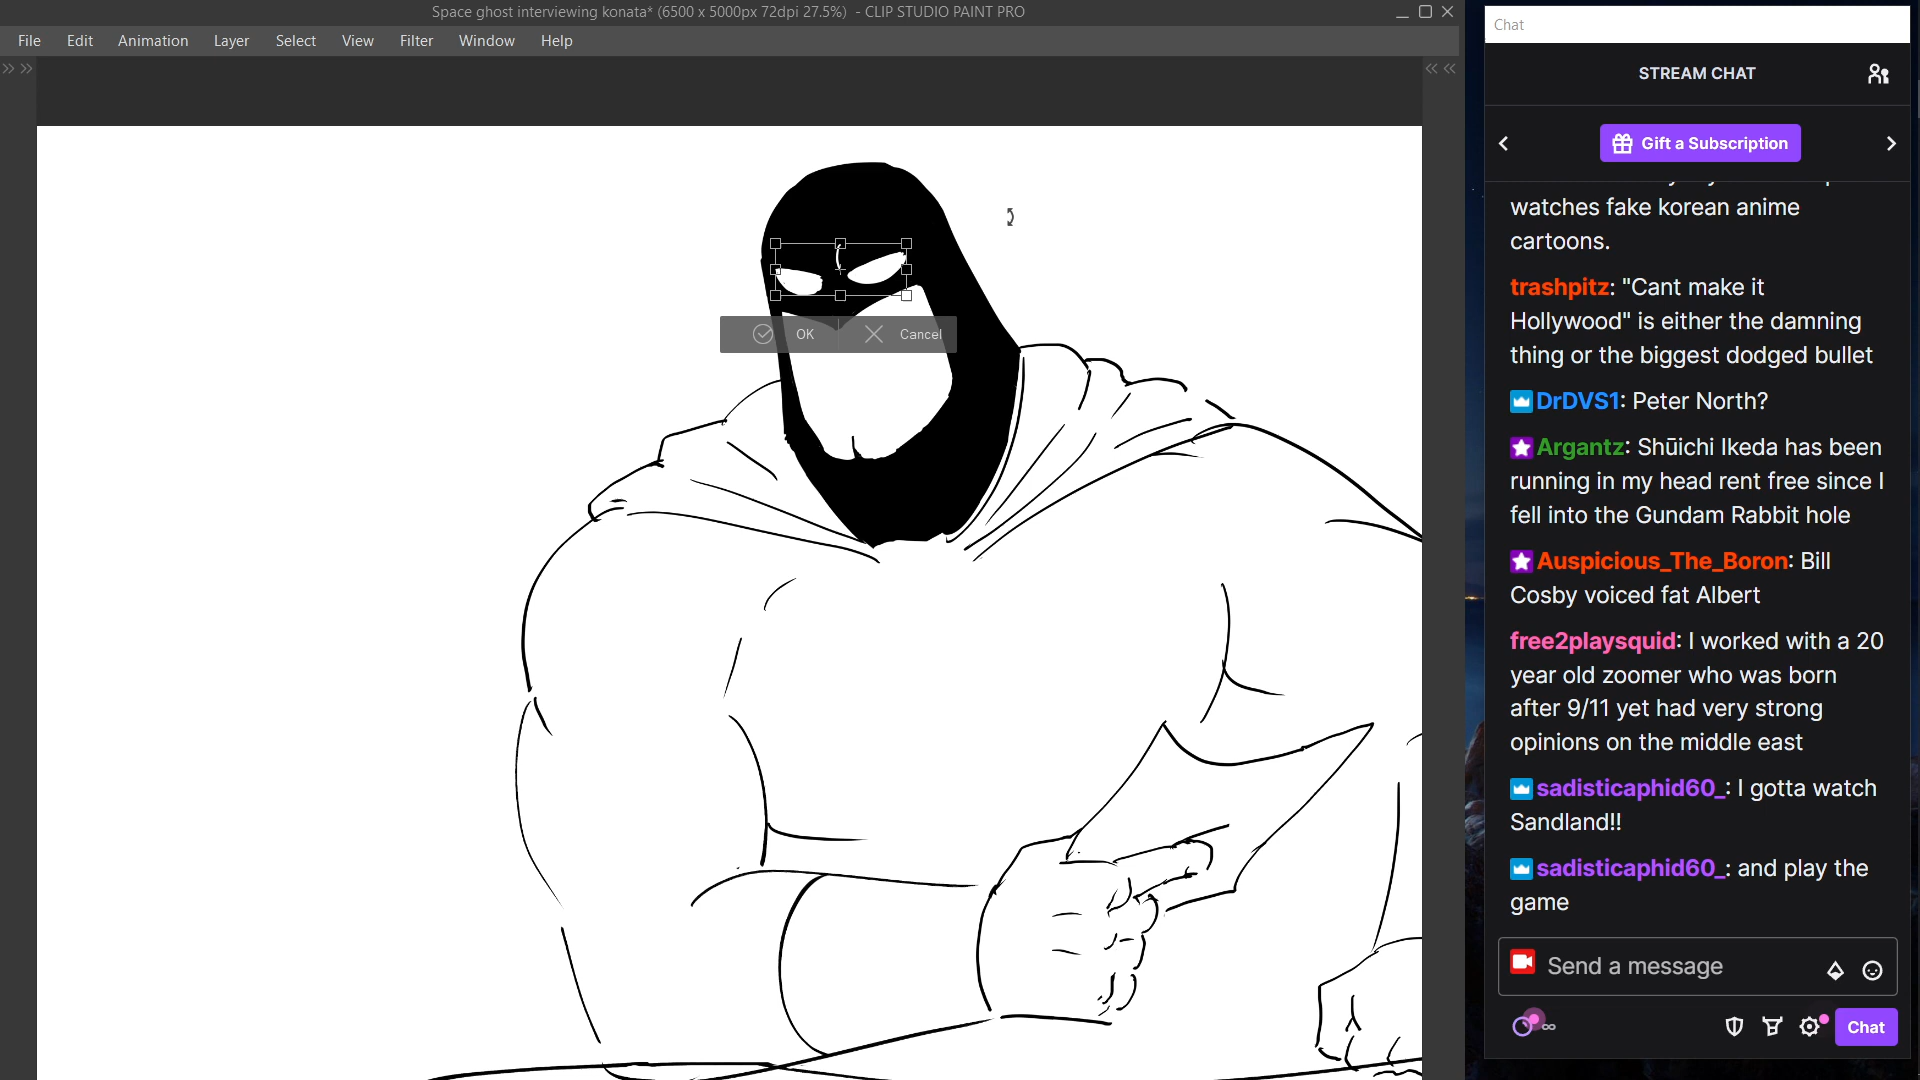 Space ghost interviewing konata* (6500 x 5000px 72dpi 27.5%) - CLIP STUDIO PAINT PRO
File Edit Animation Layer Select View Filter Window Help
OK Cancel
Chat
STREAM CHAT
Gift a Subscription
watches fake korean anime
cartoons.
trashpitz: "Cant make it
Hollywood" is either the damning
thing or the biggest dodged bullet
DrDVS1: Peter North?
Argantz: Shūichi Ikeda has been
running in my head rent free since I
fell into the Gundam Rabbit hole
Auspicious_The_Boron: Bill
Cosby voiced fat Albert
free2playsquid: I worked with a 20
year old zoomer who was born
after 9/11 yet had very strong
opinions on the middle east
sadisticaphid60_: I gotta watch
Sandland!!
sadisticaphid60_: and play the
game
Send a message
Chat